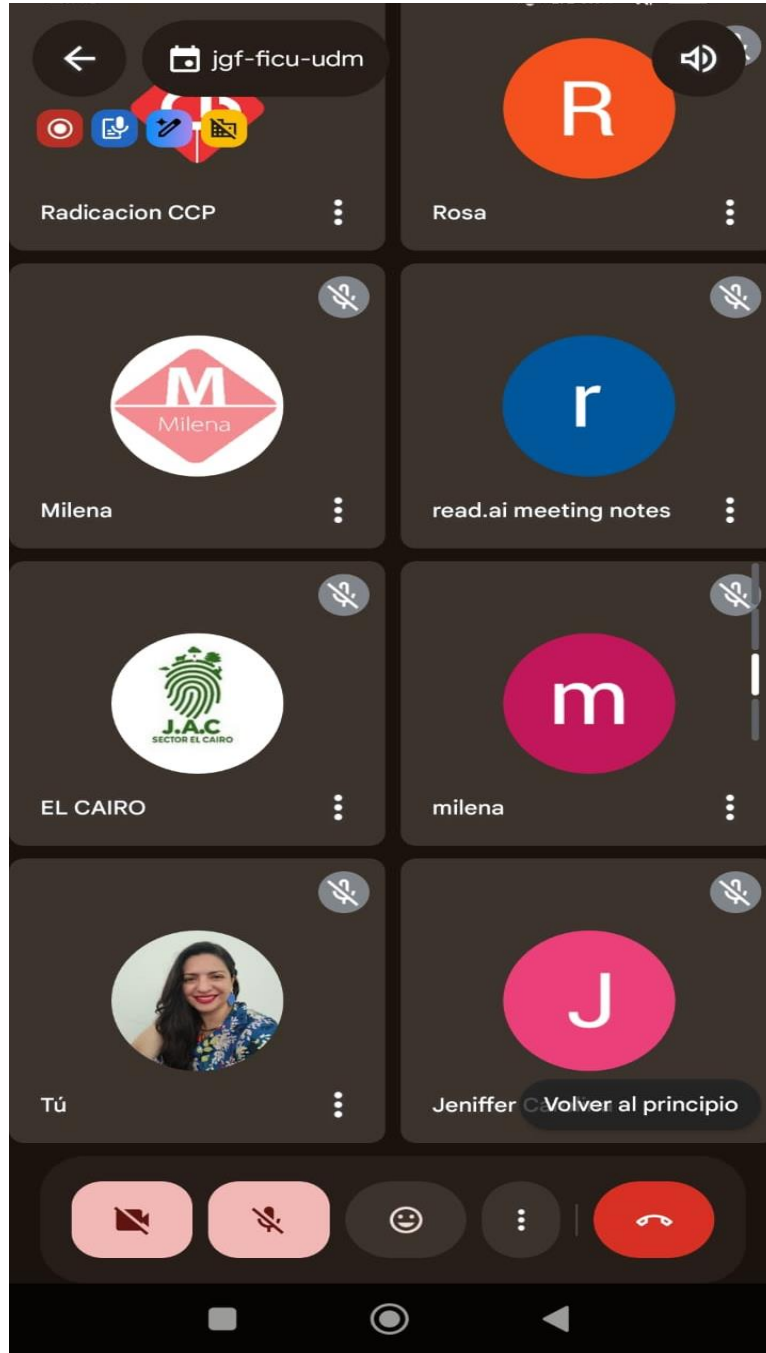 jgf-ficu-udm
R
Radicacion CCP
Rosa
M
Milena
r
Milena
read.ai meeting notes
J.A.C
SECTOR EL CAIRO
m
EL CAIRO
milena
J
Tú
Jeniffer
Volver al principio